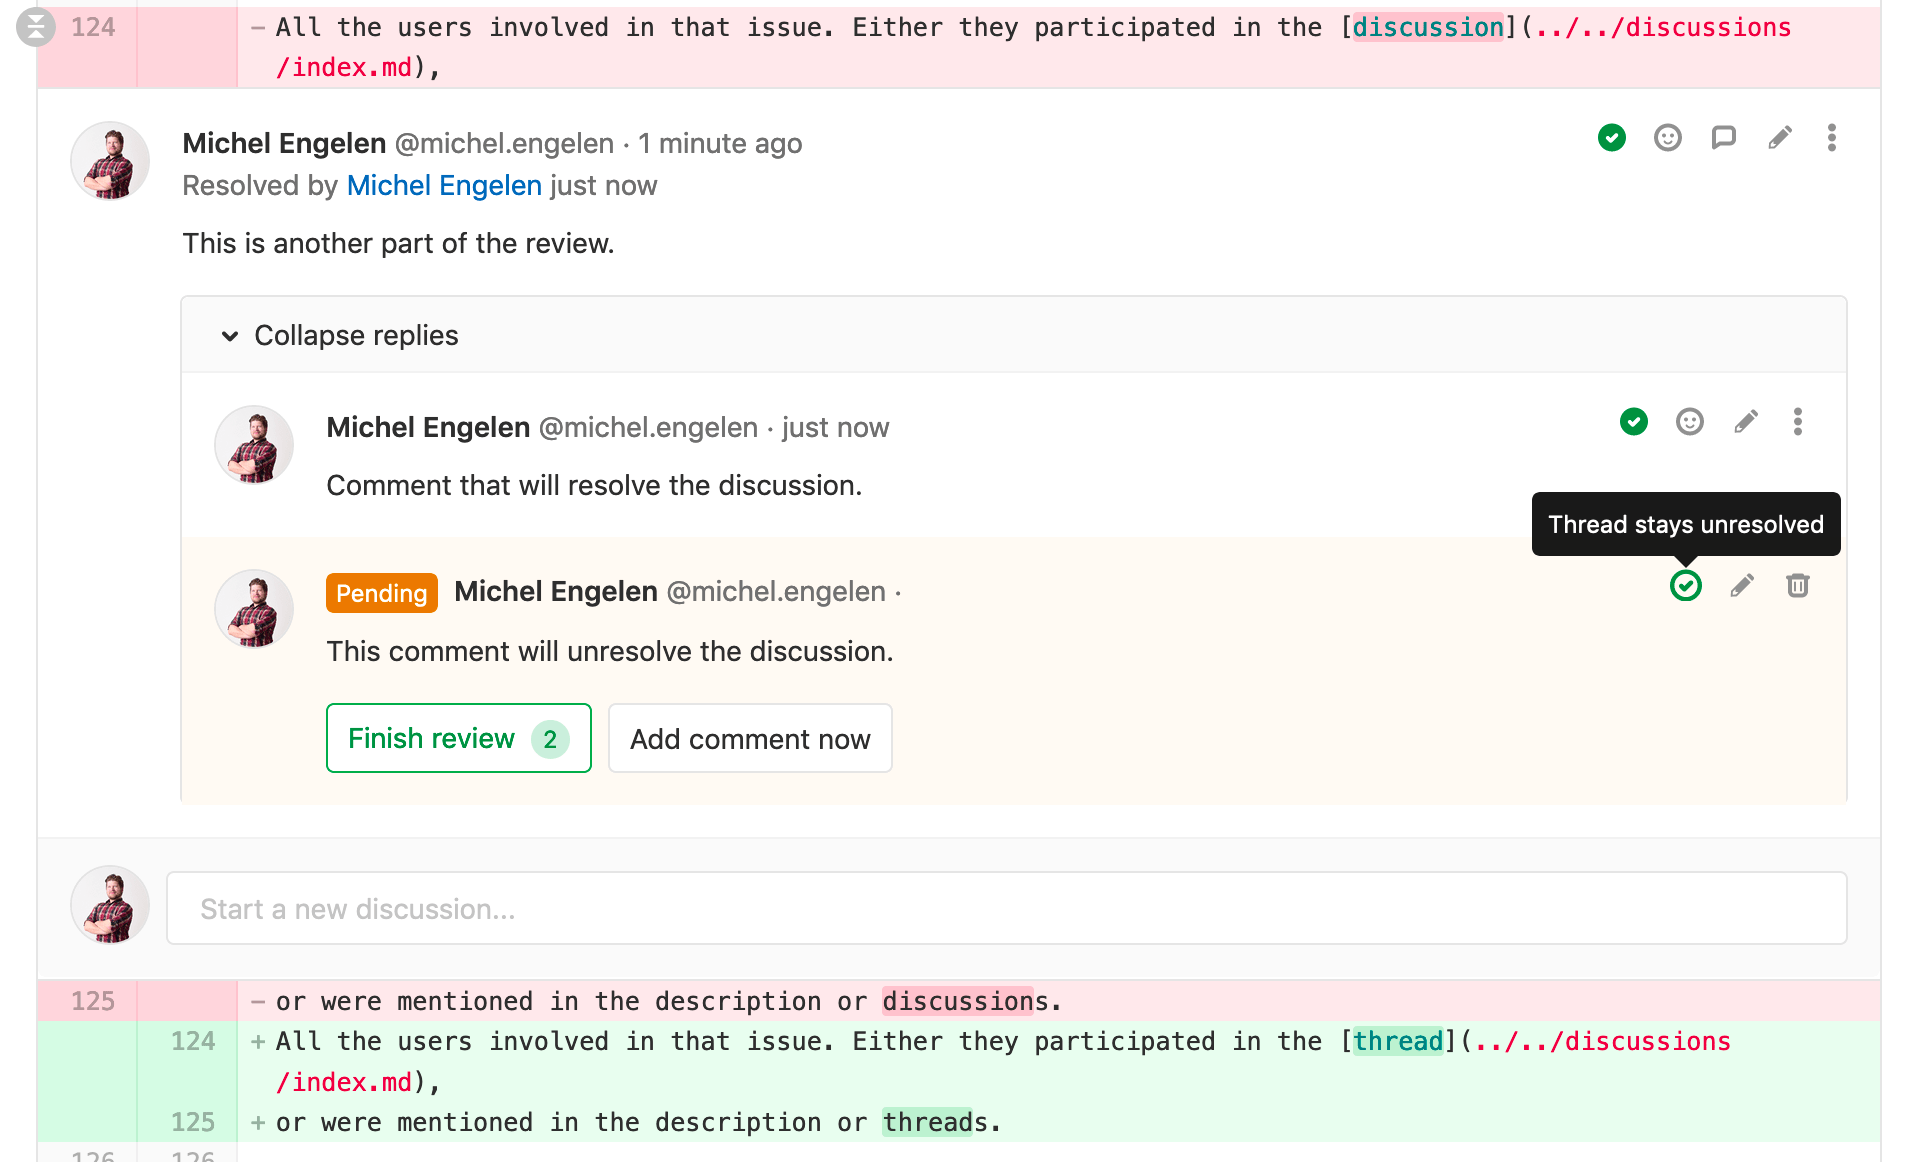 124 – All the users involved in that issue. Either they participated in the [discussion](../../discussions
/index.md),
Michel Engelen @michel.engelen · 1 minute ago
Resolved by Michel Engelen just now
This is another part of the review.
Collapse replies
Michel Engelen @michel.engelen · just now
Comment that will resolve the discussion.
Thread stays unresolved
Pending Michel Engelen @michel.engelen ·
This comment will unresolve the discussion.
Finish review 2 Add comment now
Start a new discussion...
125 – or were mentioned in the description or discussions.
124 + All the users involved in that issue. Either they participated in the [thread](../../discussions
/index.md),
125 + or were mentioned in the description or threads.
126 126